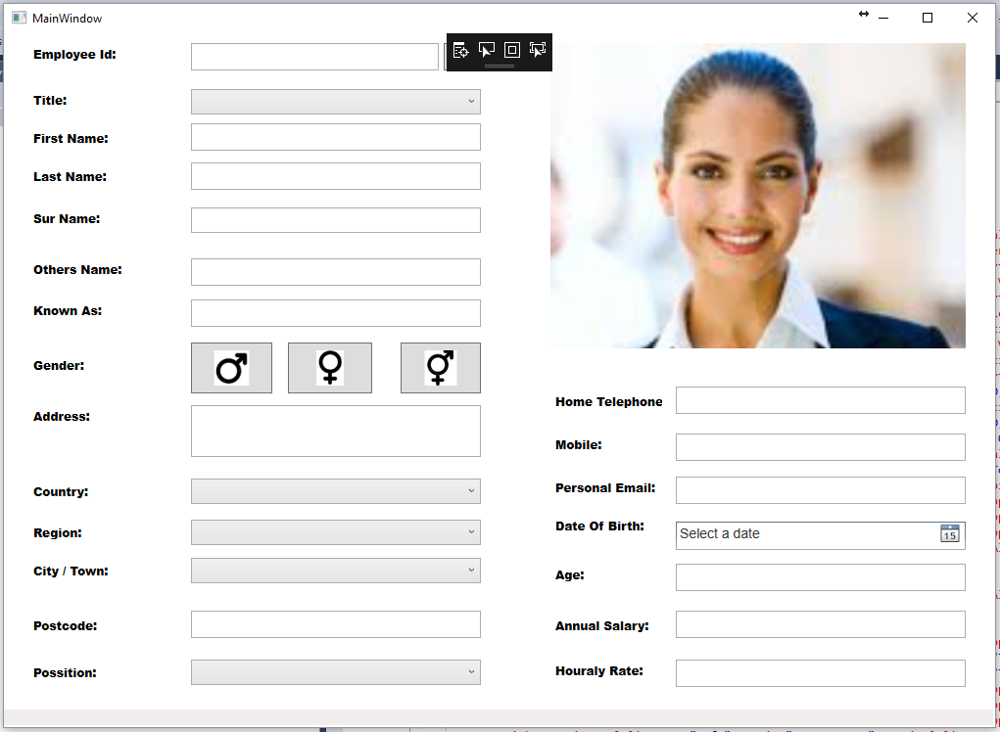 MainWindow
Employee Id:
Title:
First Name:
Last Name:
Sur Name:
Others Name:
Known As:
Gender:
Address:
Country:
Region:
City / Town:
Postcode:
Possition:
Home Telephone
Mobile:
Personal Email:
Date Of Birth:
Select a date
15
Age:
Annual Salary:
Houraly Rate: